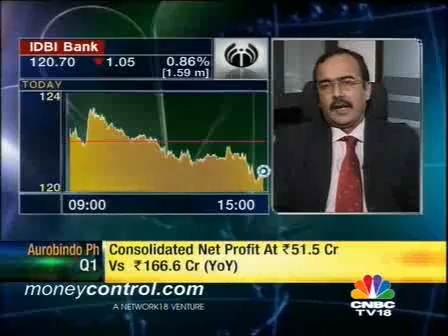 IDBI Bank
120.70 1.05 0.86%
[1.59 m]
TODAY
124
120
09:00 15:00
Aurobindo Ph
Q1
Consolidated Net Profit At ₹51.5 Cr
Vs ₹166.6 Cr (YoY)
moneycontrol.com
A NETWORK18 VENTURE
CNBC
TV18